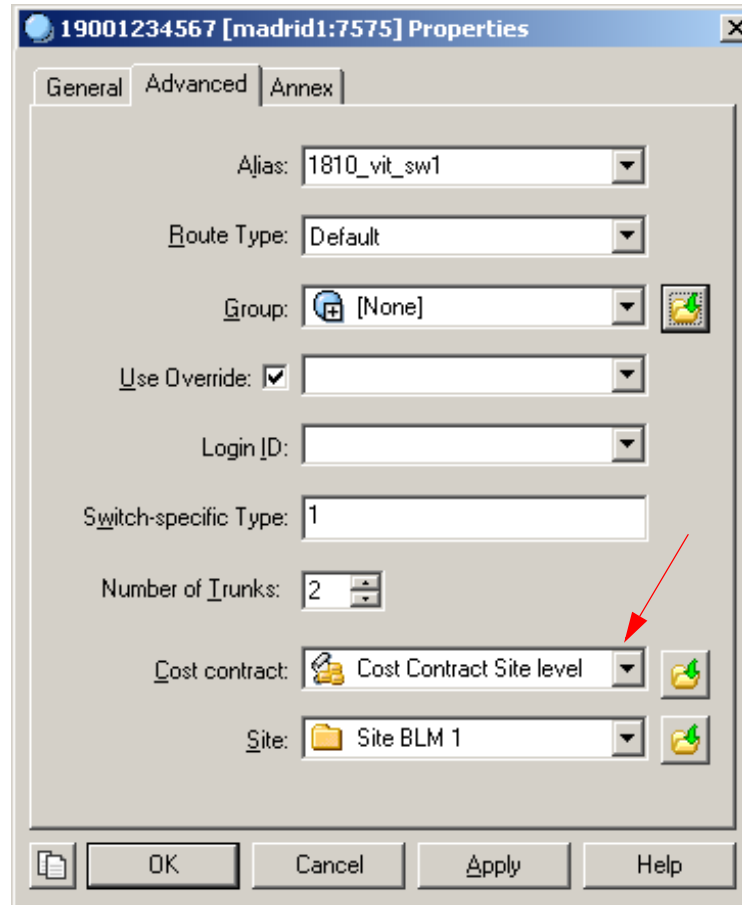 19001234567 [madrid1:7575] Properties
General Advanced Annex
Alias: 1810_vit_sw1
Route Type: Default
Group: [None]
Use Override:
Login ID:
Switch-specific Type: 1
Number of Trunks: 2
Cost contract: Cost Contract Site level
Site: Site BLM 1
OK Cancel Apply Help